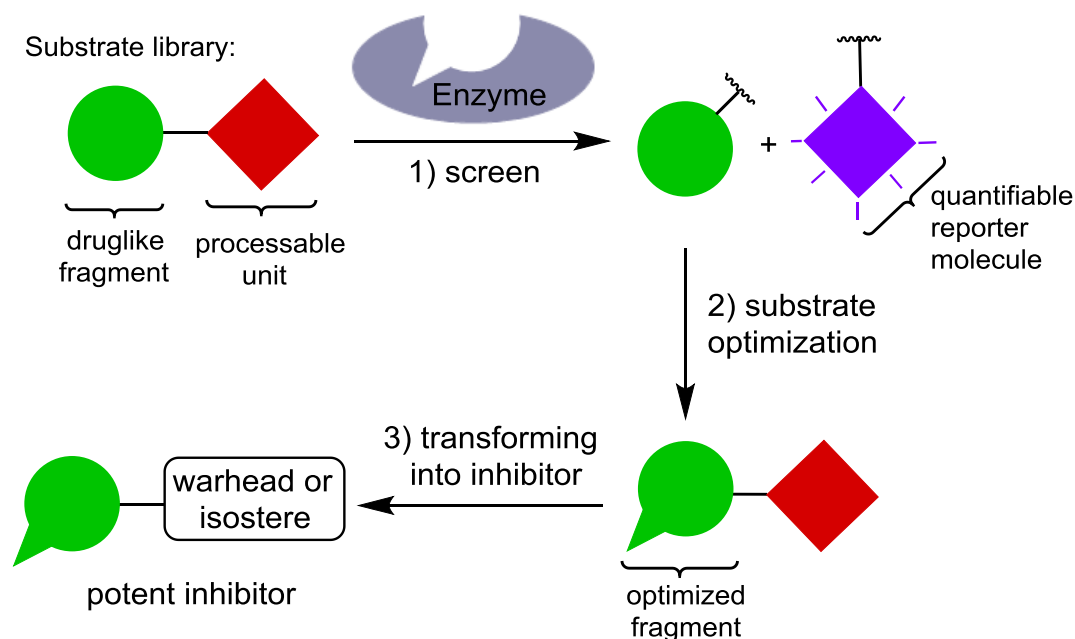 Substrate library:
Enzyme
1) screen
+
druglike
fragment
processable
unit
quantifiable
reporter
molecule
2) substrate
optimization
3) transforming
into inhibitor
warhead or
isostere
potent inhibitor
optimized
fragment